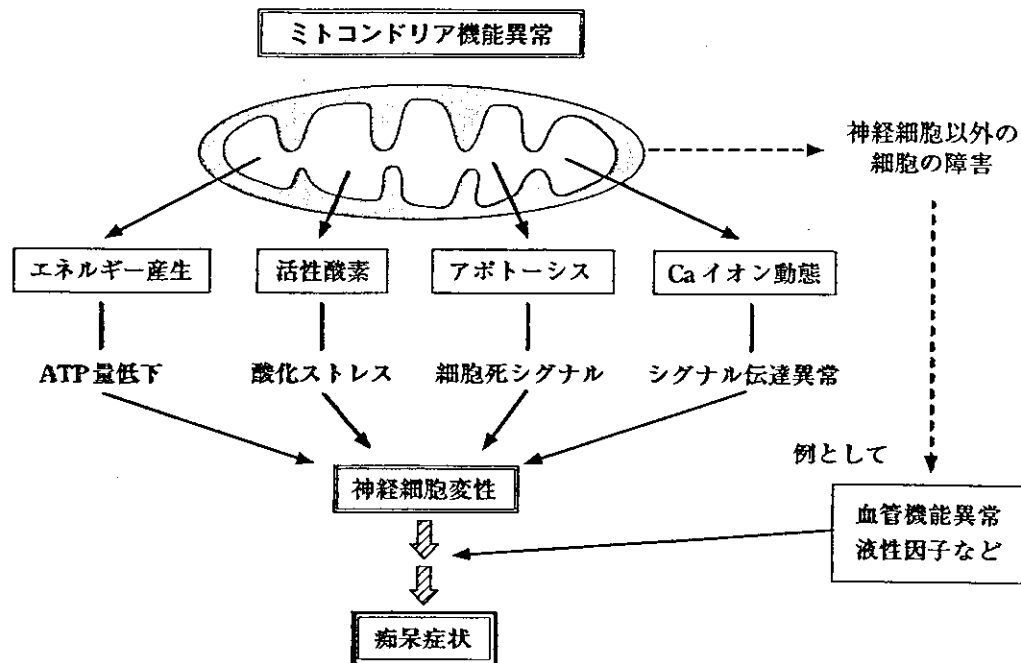 ミトコンドリア機能異常
神経細胞以外の
細胞の障害
エネルギー産生
活性酸素
アポトーシス
Caイオン動態
ATP量低下
酸化ストレス
細胞死シグナル
シグナル伝達異常
例として
神経細胞変性
血管機能異常
液性因子など
痴呆症状